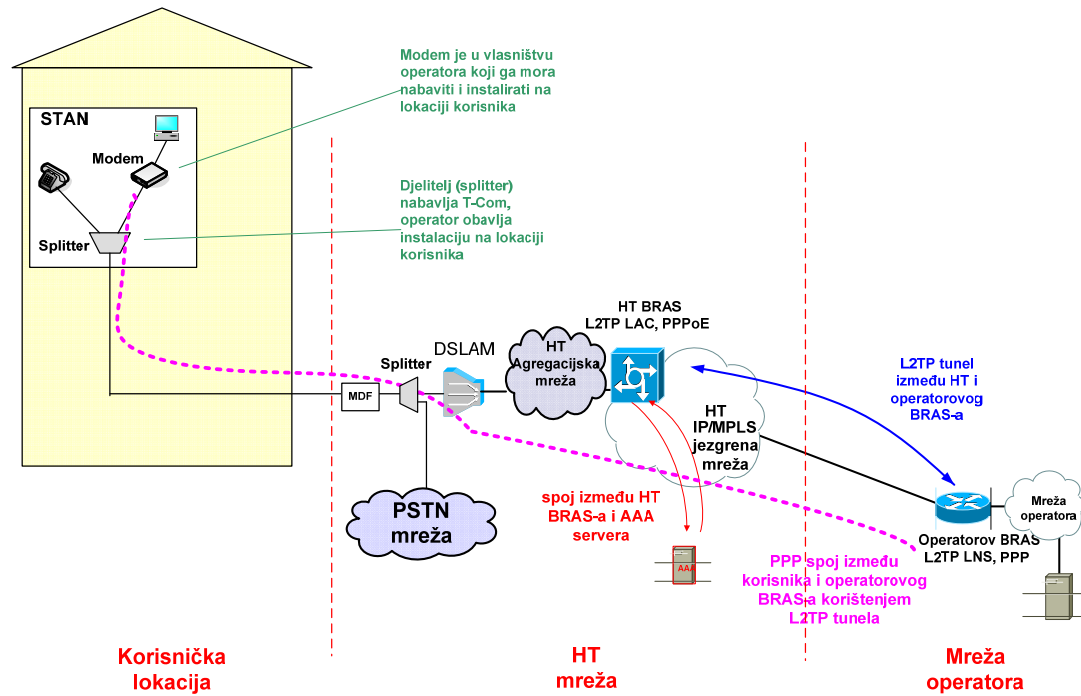 Modem je u vlasništvu
operatora koji ga mora
nabaviti i instalirati na
lokaciji korisnika
STAN
Modem
Djelitelj (splitter)
nabavlja T-Com,
operator obavlja
instalaciju na lokaciji
korisnika
Splitter
HT BRAS
L2TP LAC, PPPoE
Splitter
DSLAM
HT
Agregacijska
mreža
MDF
HT
IP/MPLS
jezgrena
mreža
L2TP tunel
između HT i
operatorovog
BRAS-a
PSTN
mreža
spoj između HT
BRAS-a i AAA
servera
AAA
Mreža
operatora
Operatorov BRAS
L2TP LNS, PPP
PPP spoj između
korisnika i operatorovog
BRAS-a korištenjem
L2TP tunela
Korisnička
lokacija
HT
mreža
Mreža
operatora